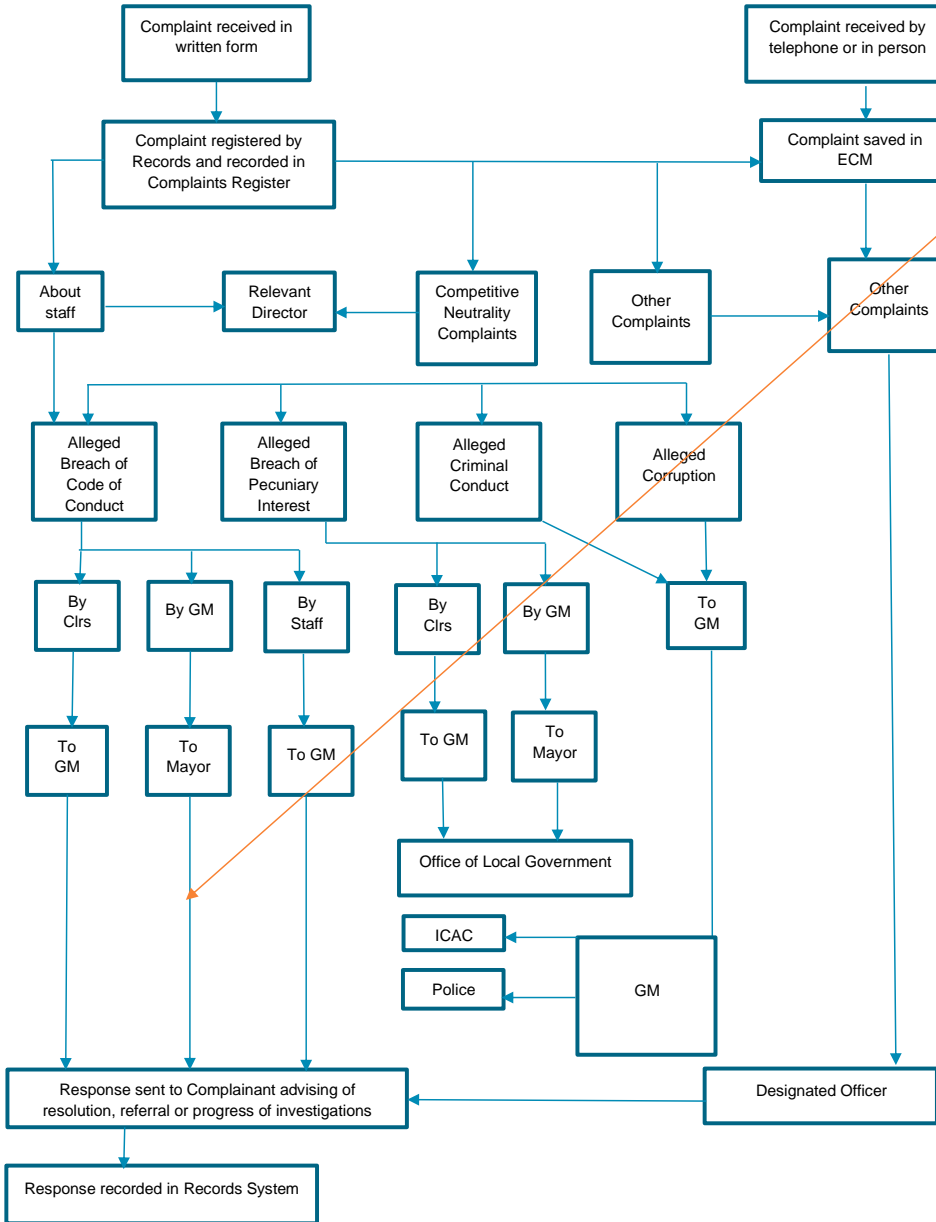 Complaint received in
written form
Complaint received by
telephone or in person
Complaint registered by
Records and recorded in
Complaints Register
Complaint saved in
ECM
About
staff
Relevant
Director
Competitive
Neutrality
Complaints
Other
Complaints
Other
Complaints
Alleged
Breach of
Code of
Conduct
Alleged
Breach of
Pecuniary
Interest
Alleged
Criminal
Conduct
Alleged
Corruption
By
Clrs
By GM
By
Staff
By
Clrs
By GM
To
GM
To
GM
To
Mayor
To GM
To GM
To
Mayor
Office of Local Government
ICAC
Police
GM
Response sent to Complainant advising of
resolution, referral or progress of investigations
Designated Officer
Response recorded in Records System